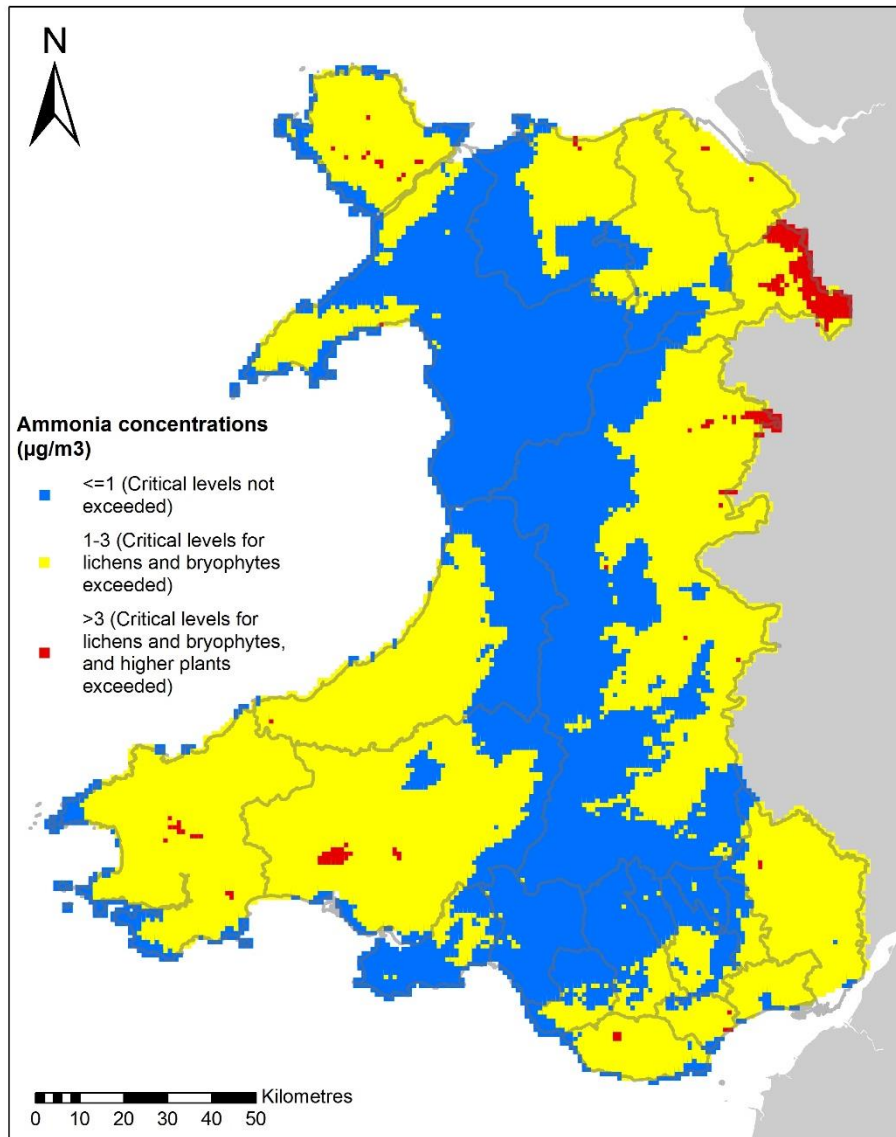 N
Ammonia concentrations
(µg/m3)
<=1 (Critical levels not
exceeded)
1-3 (Critical levels for
lichens and bryophytes
exceeded)
>3 (Critical levels for
lichens and bryophytes,
and higher plants
exceeded)
Kilometres
0 10 20 30 40 50